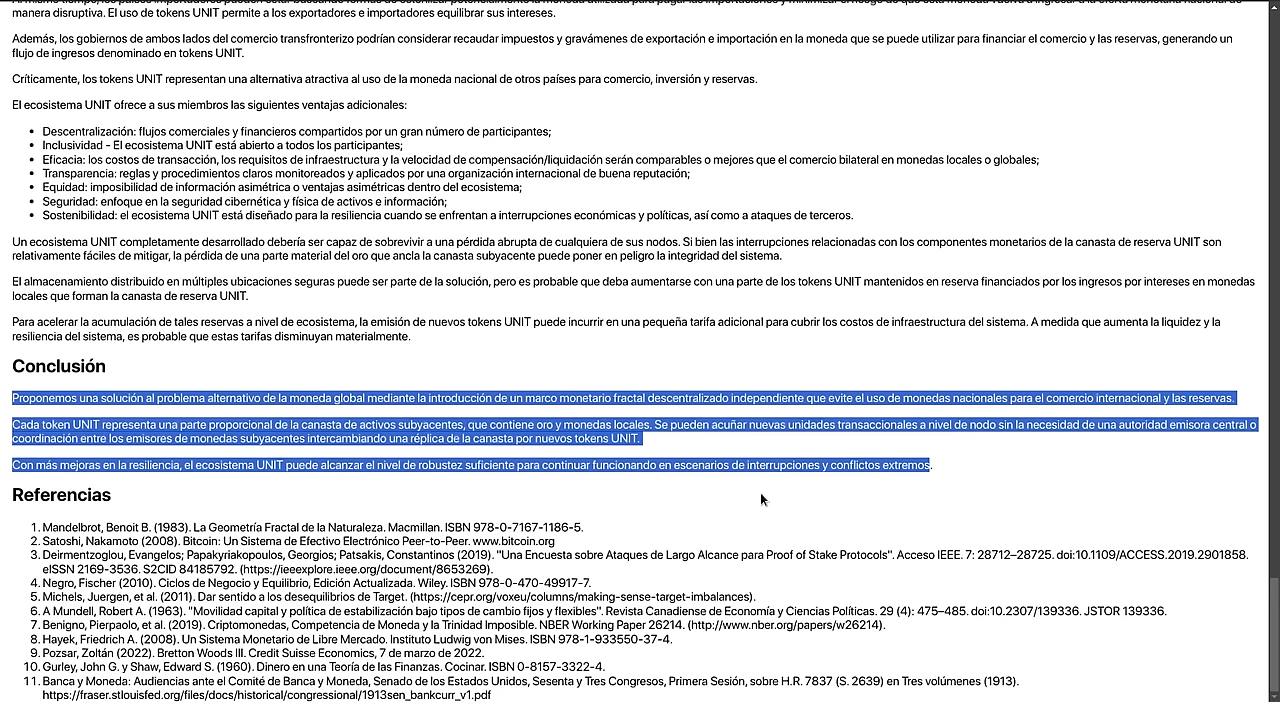 manera disruptiva. El uso de tokens UNIT permite a los exportadores e importadores equilibrar sus intereses.
Además, los gobiernos de ambos lados del comercio transfronterizo podrían considerar recaudar impuestos y gravámenes de exportación e importación en la moneda que se puede utilizar para financiar el comercio y las reservas, generando un
flujo de ingresos denominado en tokens UNIT.
Críticamente, los tokens UNIT representan una alternativa atractiva al uso de la moneda nacional de otros países para comercio, inversión y reservas.
El ecosistema UNIT ofrece a sus miembros las siguientes ventajas adicionales:
• Descentralización: flujos comerciales y financieros compartidos por un gran número de participantes;
• Inclusividad - El ecosistema UNIT está abierto a todos los participantes;
• Eficacia: los costos de transacción, los requisitos de infraestructura y la velocidad de compensación/liquidación serán comparables o mejores que el comercio bilateral en monedas locales o globales;
• Transparencia: reglas y procedimientos claros monitoreados y aplicados por una organización internacional de buena reputación;
• Equidad: imposibilidad de información asimétrica o ventajas asimétricas dentro del ecosistema;
• Seguridad: enfoque en la seguridad cibernética y física de activos e información;
• Sostenibilidad: el ecosistema UNIT está diseñado para la resiliencia cuando se enfrentan a interrupciones económicas y políticas, así como a ataques de terceros.
Un ecosistema UNIT completamente desarrollado debería ser capaz de sobrevivir a una pérdida abrupta de cualquiera de sus nodos. Si bien las interrupciones relacionadas con los componentes monetarios de la canasta de reserva UNIT son
relativamente fáciles de mitigar, la pérdida de una parte material del oro que ancla la canasta subyacente puede poner en peligro la integridad del sistema.
El almacenamiento distribuido en múltiples ubicaciones seguras puede ser parte de la solución, pero es probable que deba aumentarse con una parte de los tokens UNIT mantenidos en reserva financiados por los ingresos por intereses en monedas
locales que forman la canasta de reserva UNIT.
Para acelerar la acumulación de tales reservas a nivel de ecosistema, la emisión de nuevos tokens UNIT puede incurrir en una pequeña tarifa adicional para cubrir los costos de infraestructura del sistema. A medida que aumenta la liquidez y la
resiliencia del sistema, es probable que estas tarifas disminuyan materialmente.
Conclusión
Proponemos una solución al problema alternativo de la moneda global mediante la introducción de un marco monetario fractal descentralizado independiente que evite el uso de monedas nacionales para el comercio internacional y las reservas.
Cada token UNIT representa una parte proporcional de la canasta de activos subyacentes, que contiene oro y monedas locales. Se pueden acuñar nuevas unidades transaccionales a nivel de nodo sin la necesidad de una autoridad emisora central o
coordinación entre los emisores de monedas subyacentes intercambiando una réplica de la canasta por nuevos tokens UNIT.
Con más mejoras en la resiliencia, el ecosistema UNIT puede alcanzar el nivel de robustez suficiente para continuar funcionando en escenarios de interrupciones y conflictos extremos.
Referencias
1. Mandelbrot, Benoit B. (1983). La Geometría Fractal de la Naturaleza. Macmillan. ISBN 978-0-7167-1186-5.
2. Satoshi, Nakamoto (2008). Bitcoin: Un Sistema de Efectivo Electrónico Peer-to-Peer. www.bitcoin.org
3. Deirmentzoglou, Evangelos; Papakyriakopoulos, Georgios; Patsakis, Constantinos (2019). "Una Encuesta sobre Ataques de Largo Alcance para Proof of Stake Protocols". Acceso IEEE. 7: 28712–28725. doi:10.1109/ACCESS.2019.2901858.
eISSN 2169-3536. S2CID 84185792. (https://ieeexplore.ieee.org/document/8653269).
4. Negro, Fischer (2010). Ciclos de Negocio y Equilibrio, Edición Actualizada. Wiley. ISBN 978-0-470-49917-7.
5. Michels, Juergen, et al. (2011). Dar sentido a los desequilibrios de Target. (https://cepr.org/voxeu/columns/making-sense-target-imbalances).
6. A Mundell, Robert A. (1963). "Movilidad capital y política de estabilización bajo tipos de cambio fijos y flexibles". Revista Canadiense de Economía y Ciencias Políticas. 29 (4): 475–485. doi:10.2307/139336. JSTOR 139336.
7. Benigno, Pierpaolo, et al. (2019). Criptomonedas, Competencia de Moneda y la Trinidad Imposible. NBER Working Paper 26214. (http://www.nber.org/papers/w26214).
8. Hayek, Friedrich A. (2008). Un Sistema Monetario de Libre Mercado. Instituto Ludwig von Mises. ISBN 978-1-933550-37-4.
9. Pozsar, Zoltán (2022). Bretton Woods III. Credit Suisse Economics, 7 de marzo de 2022.
10. Gurley, John G. y Shaw, Edward S. (1960). Dinero en una Teoría de las Finanzas. Cocinar. ISBN 0-8157-3322-4.
11. Banca y Moneda: Audiencias ante el Comité de Banca y Moneda, Senado de los Estados Unidos, Sesenta y Tres Congresos, Primera Sesión, sobre H.R. 7837 (S. 2639) en Tres volúmenes (1913).
https://fraser.stlouisfed.org/files/docs/historical/congressional/1913sen_bankcurr_v1.pdf